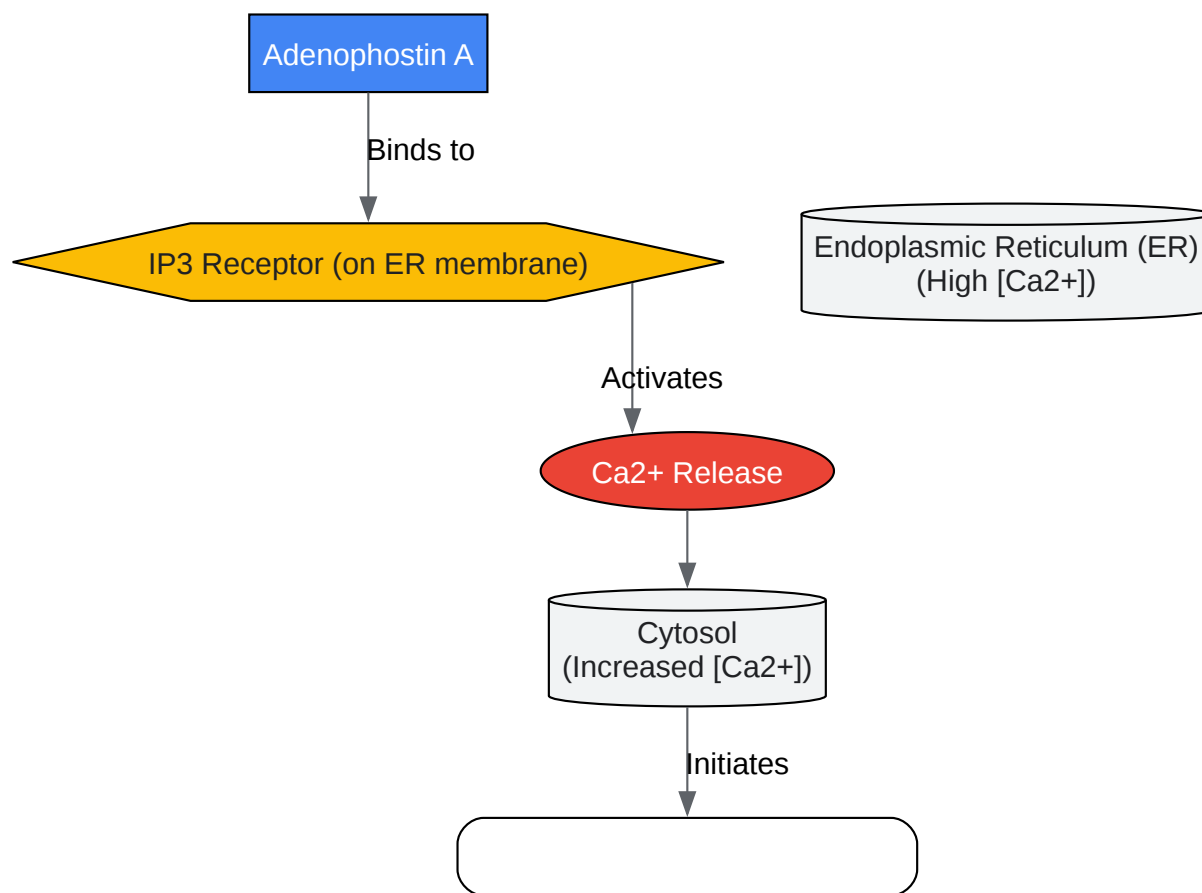 Adenophostin A
Binds to
IP3 Receptor (on ER membrane)
Endoplasmic Reticulum (ER)
(High [Ca2+])
Activates
Ca2+ Release
Cytosol
(Increased [Ca2+])
Initiates